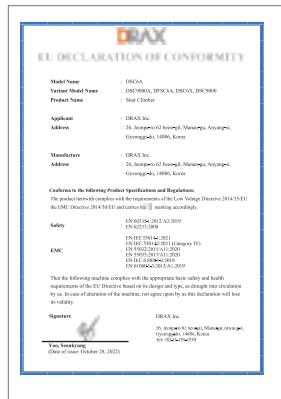 DRAX
EU DECLARATION OF CONFORMITY
Model Name : DSC6A
Variant Model Name : DSC9000A, DFSC6A, DSC6X, DSC9000
Product Name : Stair Climber
Applicant : DRAX Inc.
Address : 26, Jeonpa-ro 62 beon-gil, Manan-gu, Anyang-si,
Gyeonggi-do, 14086, Korea
Manufacture : DRAX Inc.
Address : 26, Jeonpa-ro 62 beon-gil, Manan-gu, Anyang-si,
Gyeonggi-do, 14086, Korea
Conforms to the following Product Specifications and Regulations:
The product herewith complies with the requirements of the Low Voltage Directive 2014/35/EU
the EMC Directive 2014/30/EU and carries the marking accordingly.
Safety : EN 60335-1:2012/A2:2019
EN 62233:2008
EMC : EN IEC 55014-1:2021
EN IEC 55014-2:2021 (Category IV)
EN 55032:2015/A11:2020
EN 55035:2017/A11:2020
EN IEC 61000-3-2:2019
EN 61000-3-3:2013/A1:2019
That the following machine complies with the appropriate basic safety and health
requirements of the EU Directive based on its design and type, as drought into circulation
by us. In case of alteration of the machine, not agree upon by us this declaration will lose
its validity.
Signature DRAX Inc.
26, Jeonpa-ro 62 beon-gil, Manan-gu, Anyang-si,
Gyeonggi-do, 14086, Korea
Yoo, Seonkyung
(Date of issue: October 28, 2022)